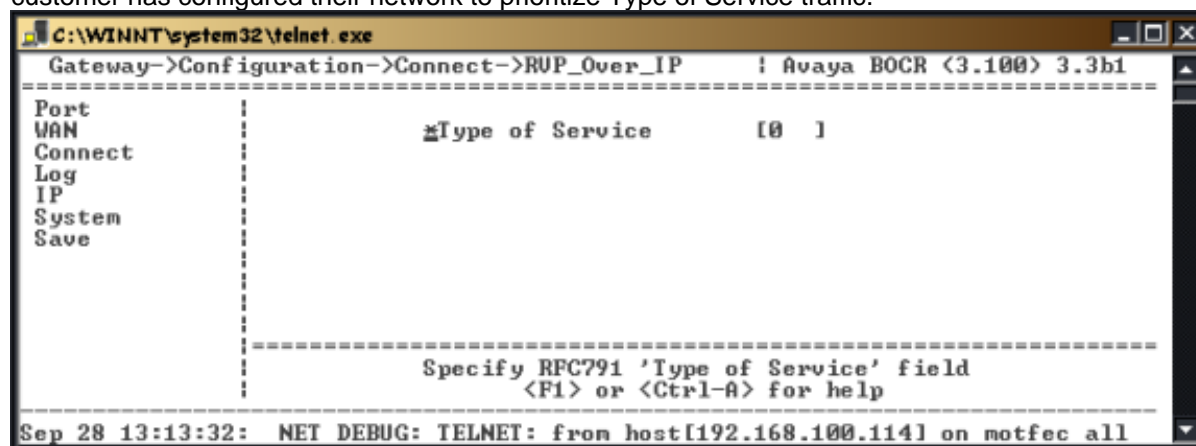 customer has configured their network to prioritize Type of Service traffic.
C:\WINNT\system32\telnet.exe
Gateway->Configuration->Connect->RVP_Over_IP ¦ Avaya BOCR <3.100> 3.3b1
Port
WAN *Type of Service [0 ]
Connect
Log
IP
System
Save
Specify RFC791 'Type of Service' field
<F1> or <Ctrl-A> for help
Sep 28 13:13:32: NET DEBUG: TELNET: from host[192.168.100.114] on motfec all